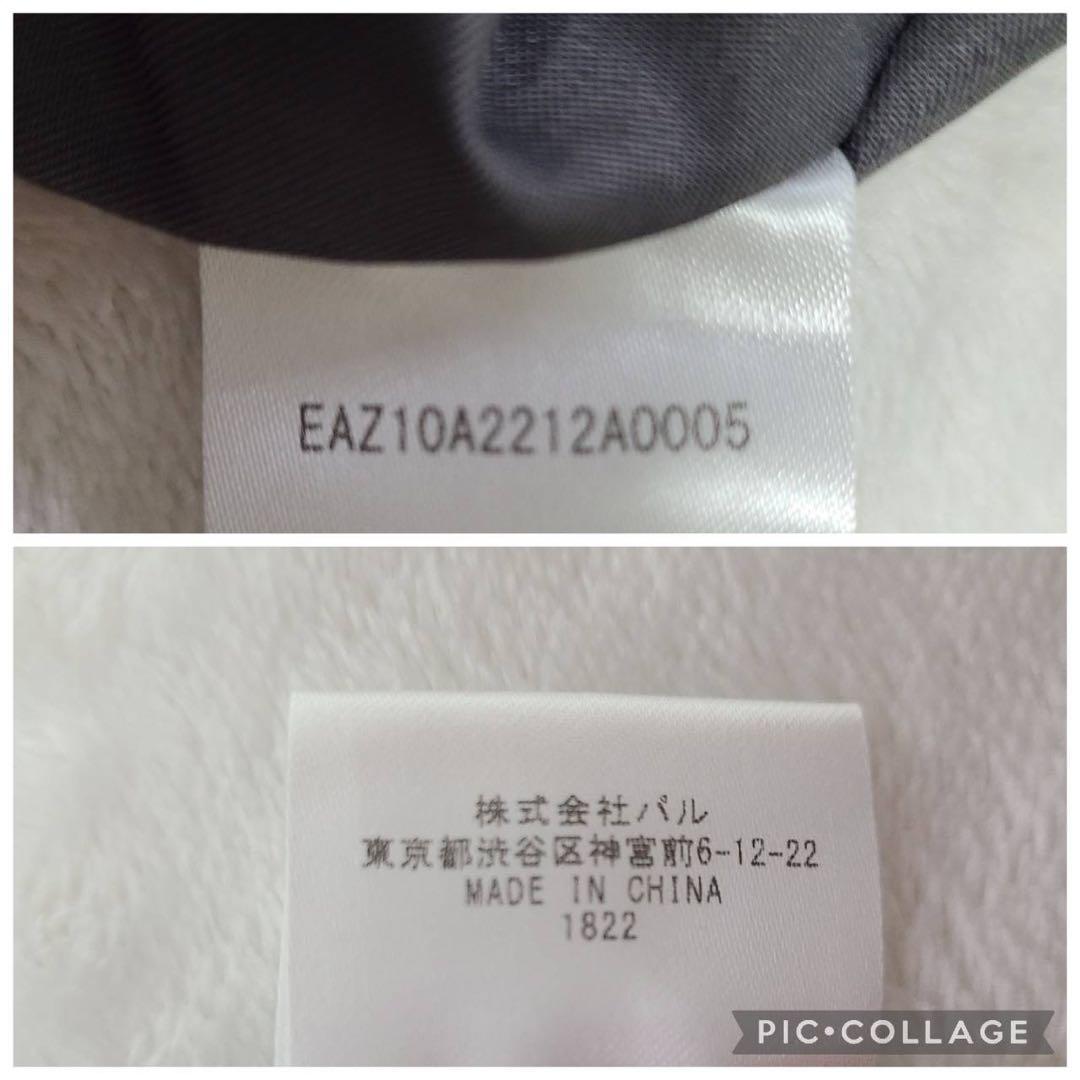 EAZ10A2212A0005
株式会社パル
東京都渋谷区神宮前6-12-22
MADE IN CHINA
1822
PIC•COLLAGE